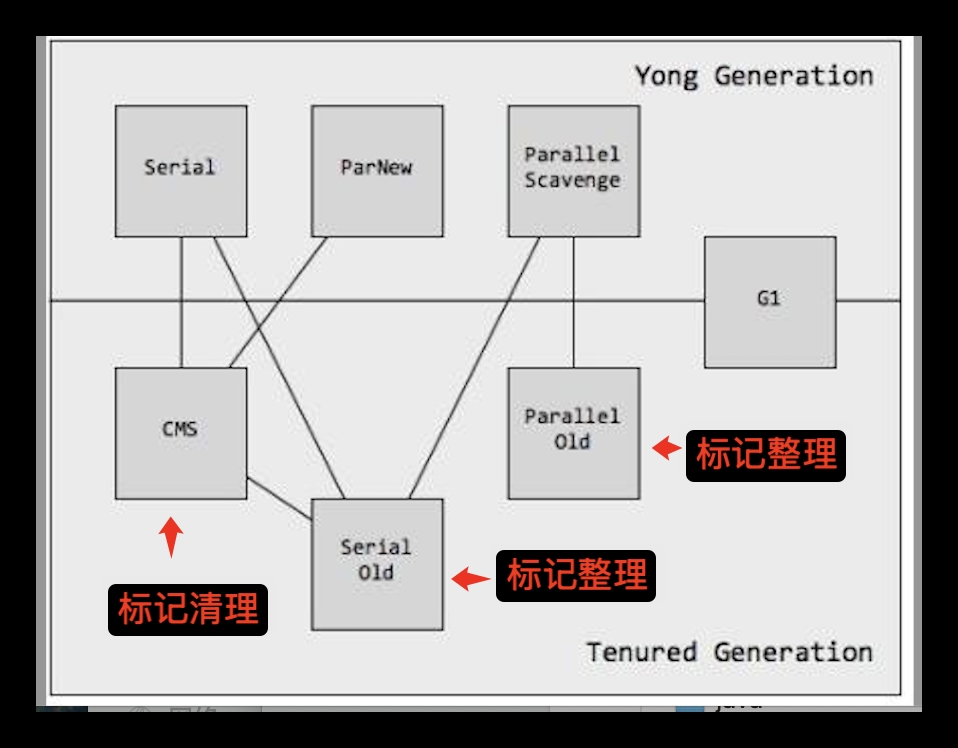 Yong Generation
Serial
ParNew
Parallel
Scavenge
G1
CMS
Parallel
Old
标记整理
Serial
Old
标记整理
标记清理
Tenured Generation